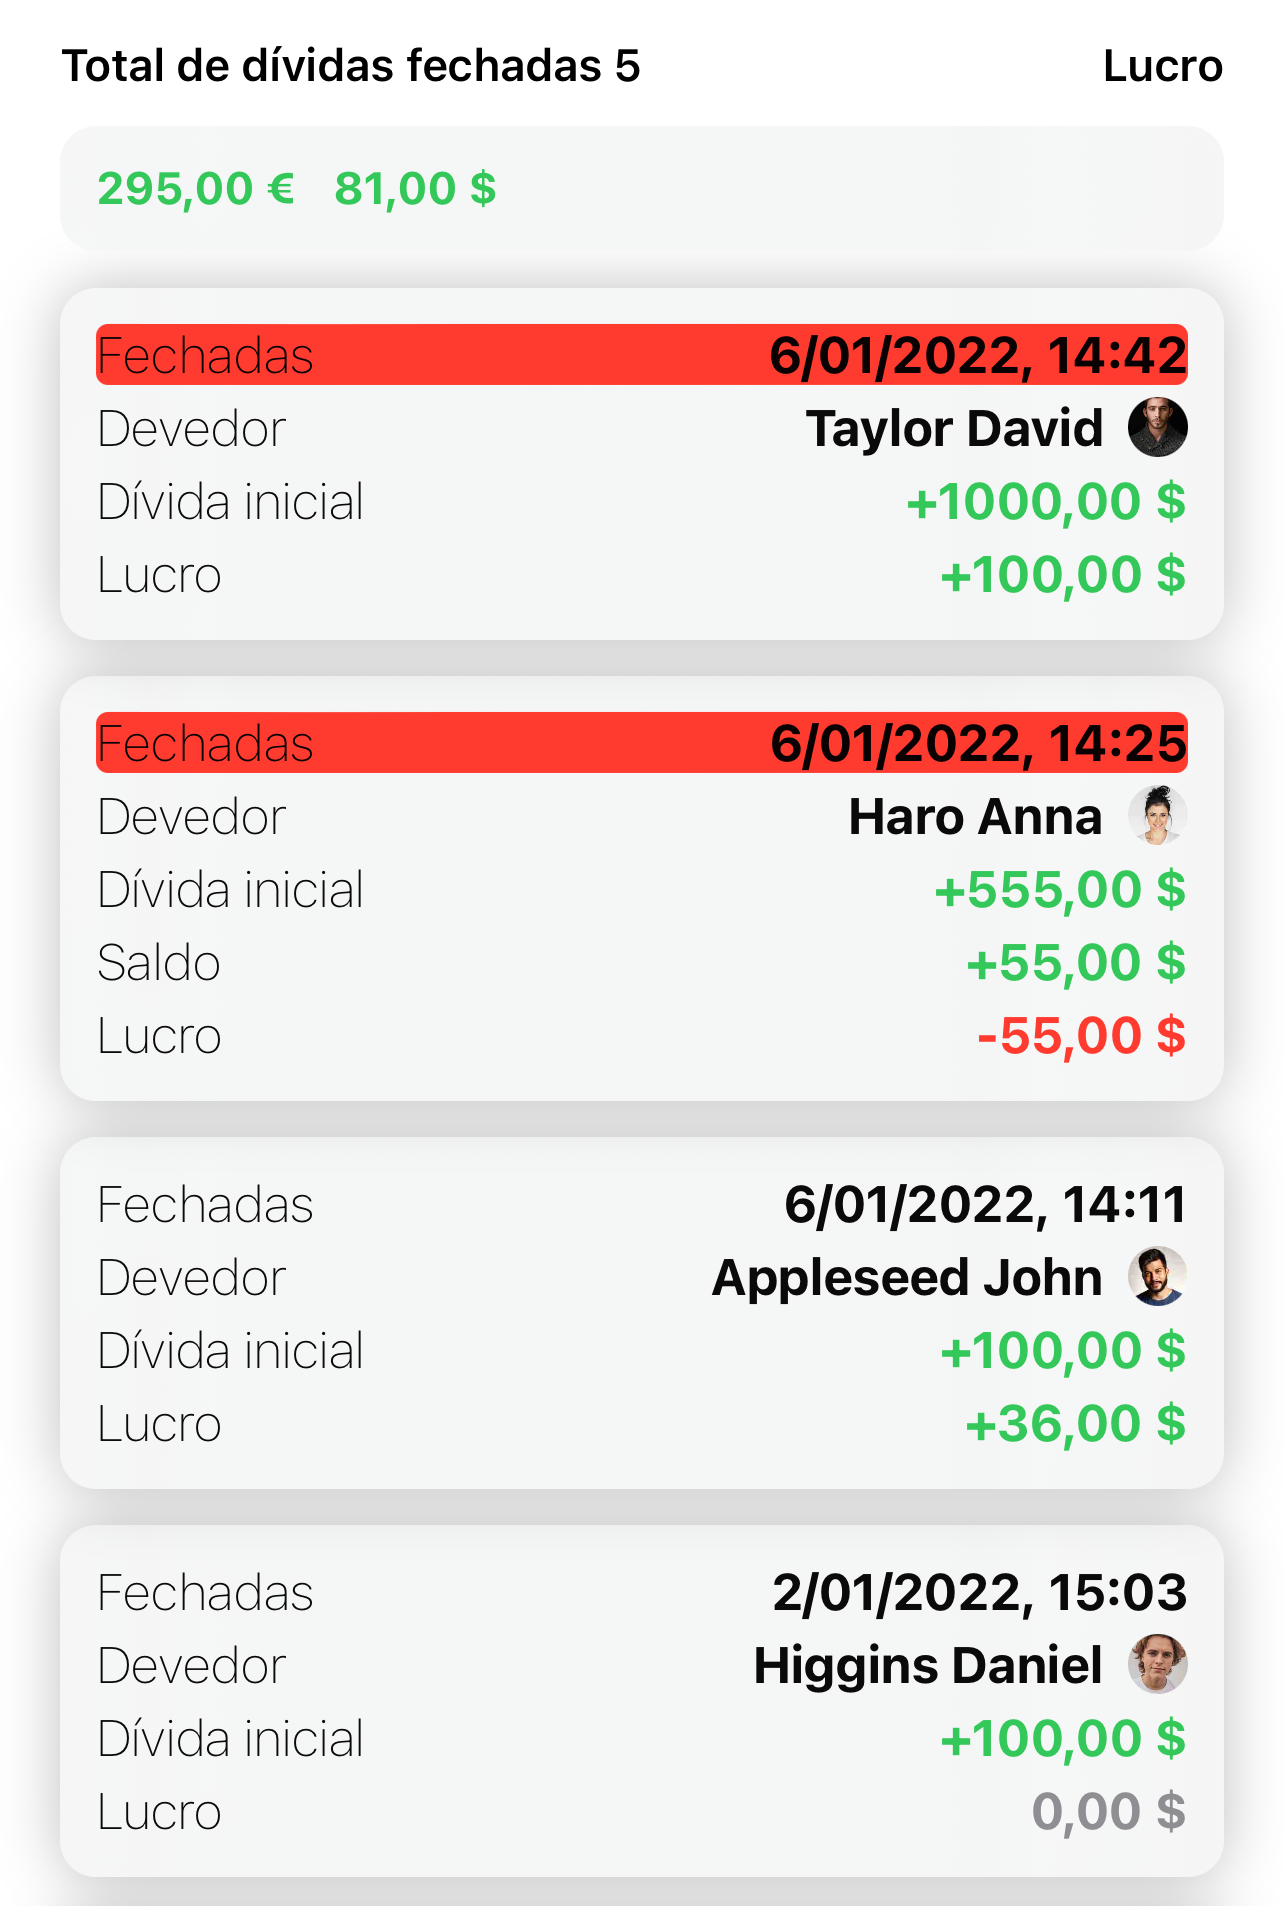 Total de dívidas fechadas 5 Lucro
295,00 € 81,00 $
Fechadas 6/01/2022, 14:42
Devedor Taylor David
Dívida inicial +1000,00 $
Lucro +100,00 $
Fechadas 6/01/2022, 14:25
Devedor Haro Anna
Dívida inicial +555,00 $
Saldo +55,00 $
Lucro -55,00 $
Fechadas 6/01/2022, 14:11
Devedor Appleseed John
Dívida inicial +100,00 $
Lucro +36,00 $
Fechadas 2/01/2022, 15:03
Devedor Higgins Daniel
Dívida inicial +100,00 $
Lucro 0,00 $